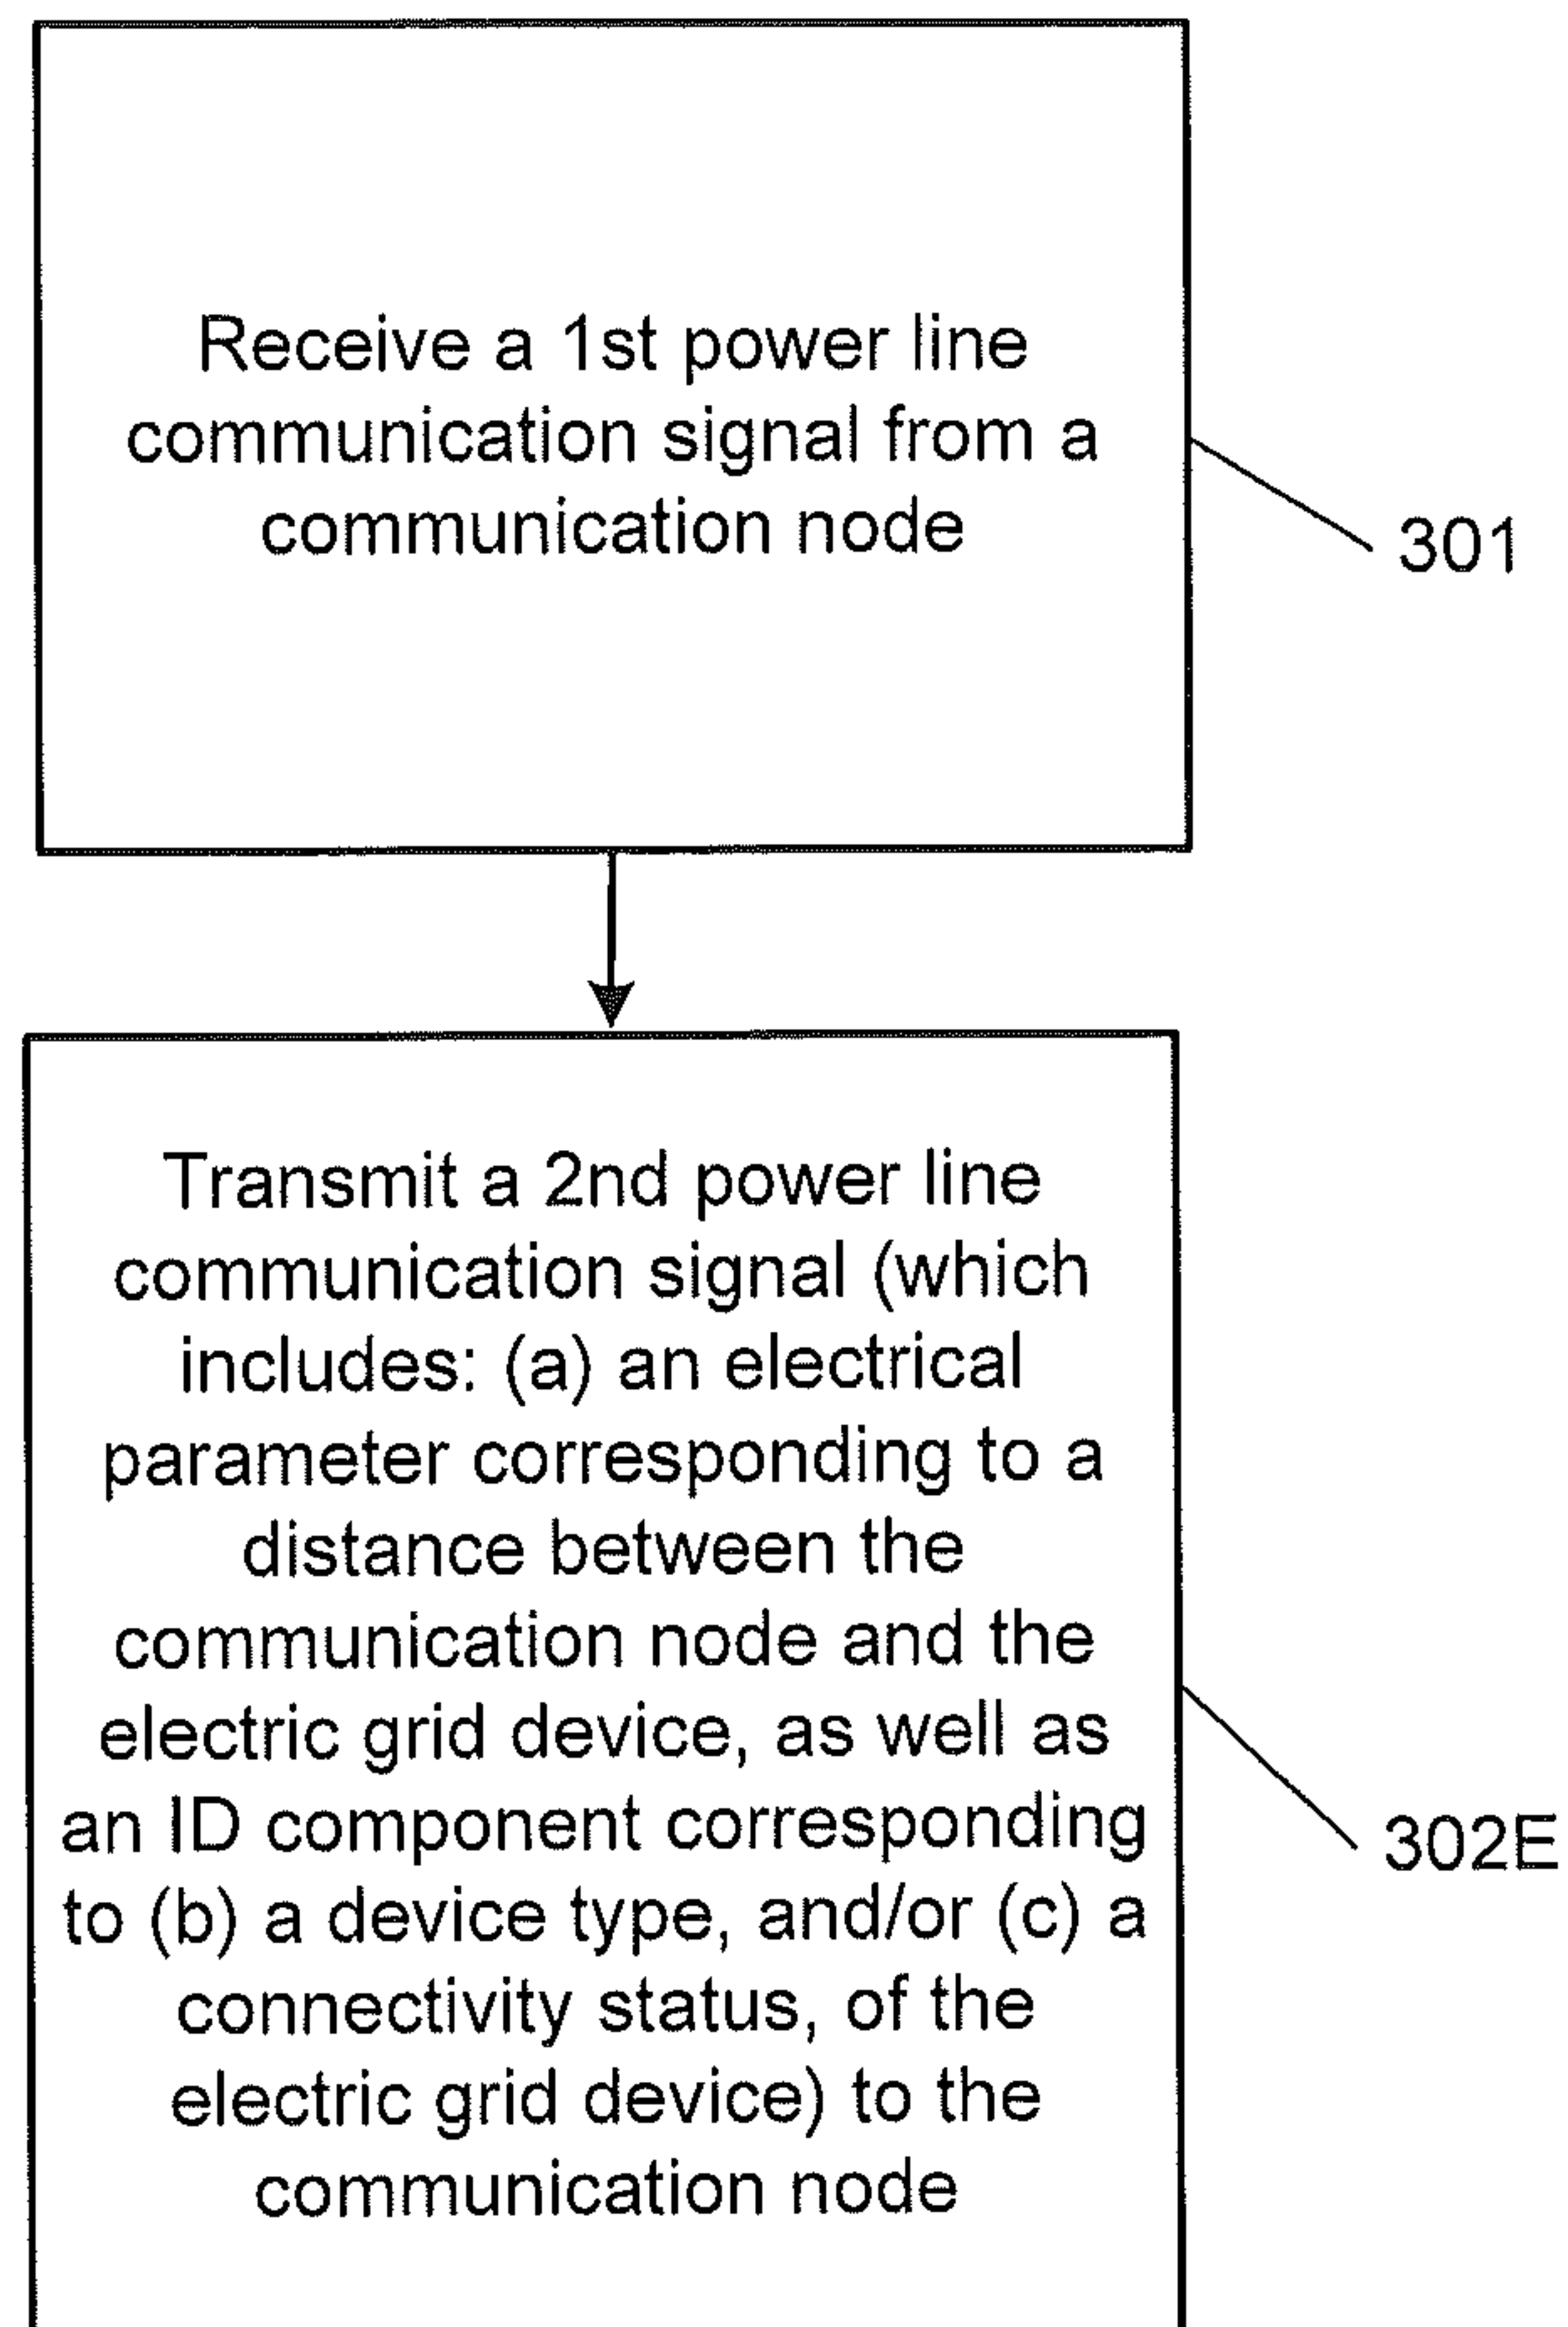 Receive a 1st power line
communication signal from a
communication node
301
Transmit a 2nd power line
communication signal (which
includes: (a) an electrical
parameter corresponding to a
distance between the
communication node and the
electric grid device, as well as
an ID component corresponding
to (b) a device type, and/or (c) a
connectivity status, of the
electric grid device) to the
communication node
302E